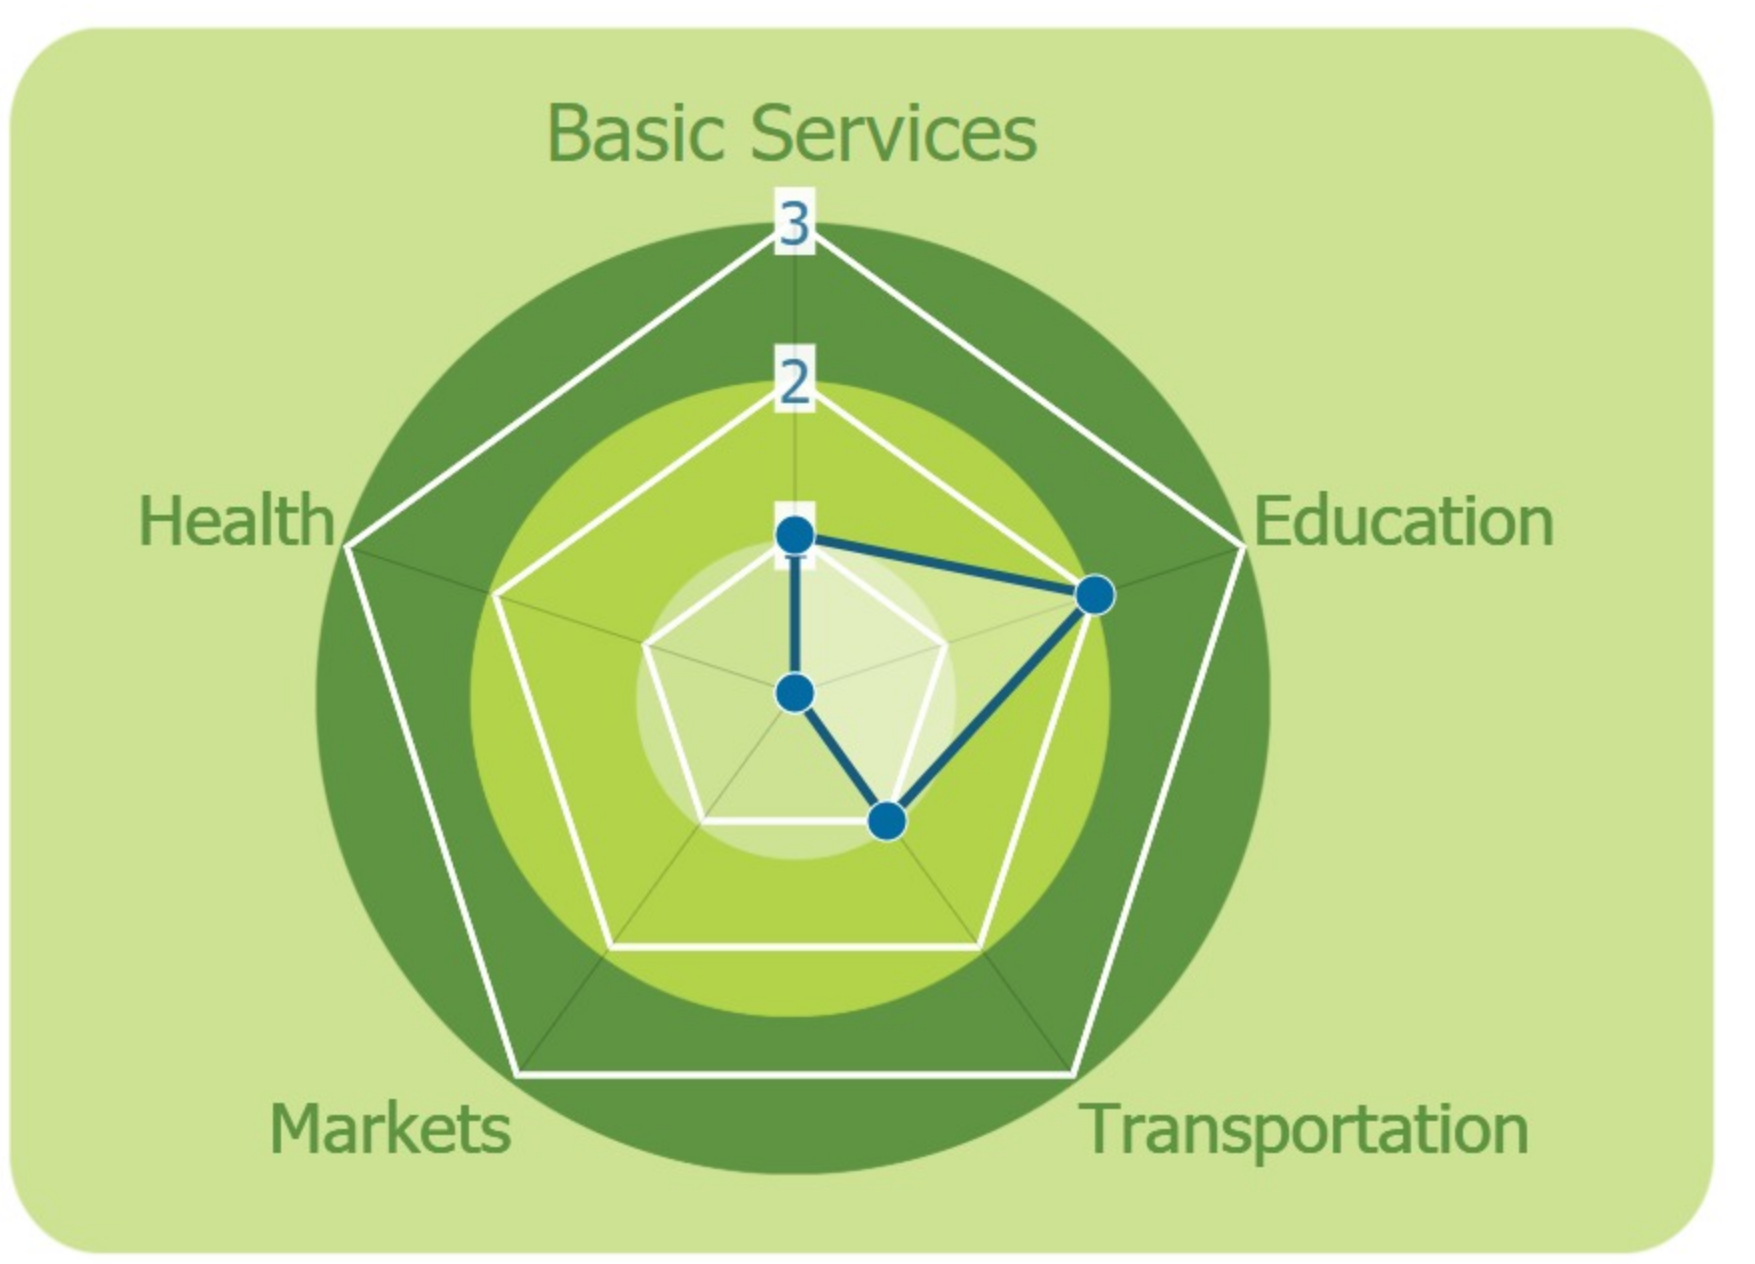 Basic Services
3
2
Health
Education
Markets
Transportation